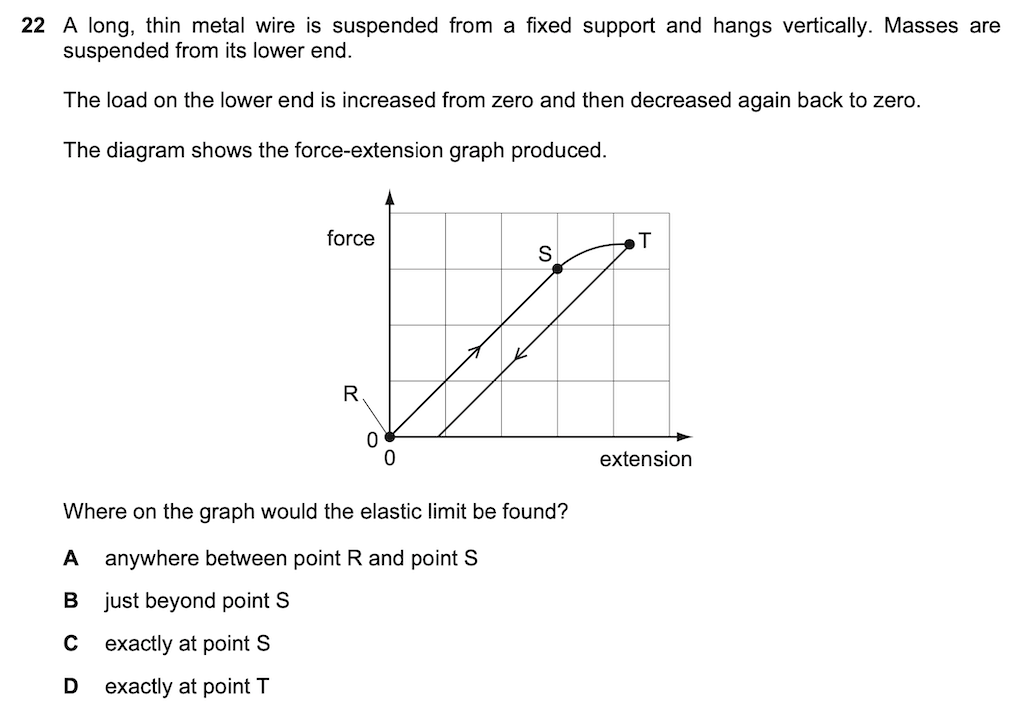 22 A long, thin metal wire is suspended from a fixed support and hangs vertically. Masses are
suspended from its lower end.
The load on the lower end is increased from zero and then decreased again back to zero.
The diagram shows the force-extension graph produced.
force
S
T
R
0
0
extension
Where on the graph would the elastic limit be found?
A anywhere between point R and point S
B just beyond point S
C exactly at point S
D exactly at point T